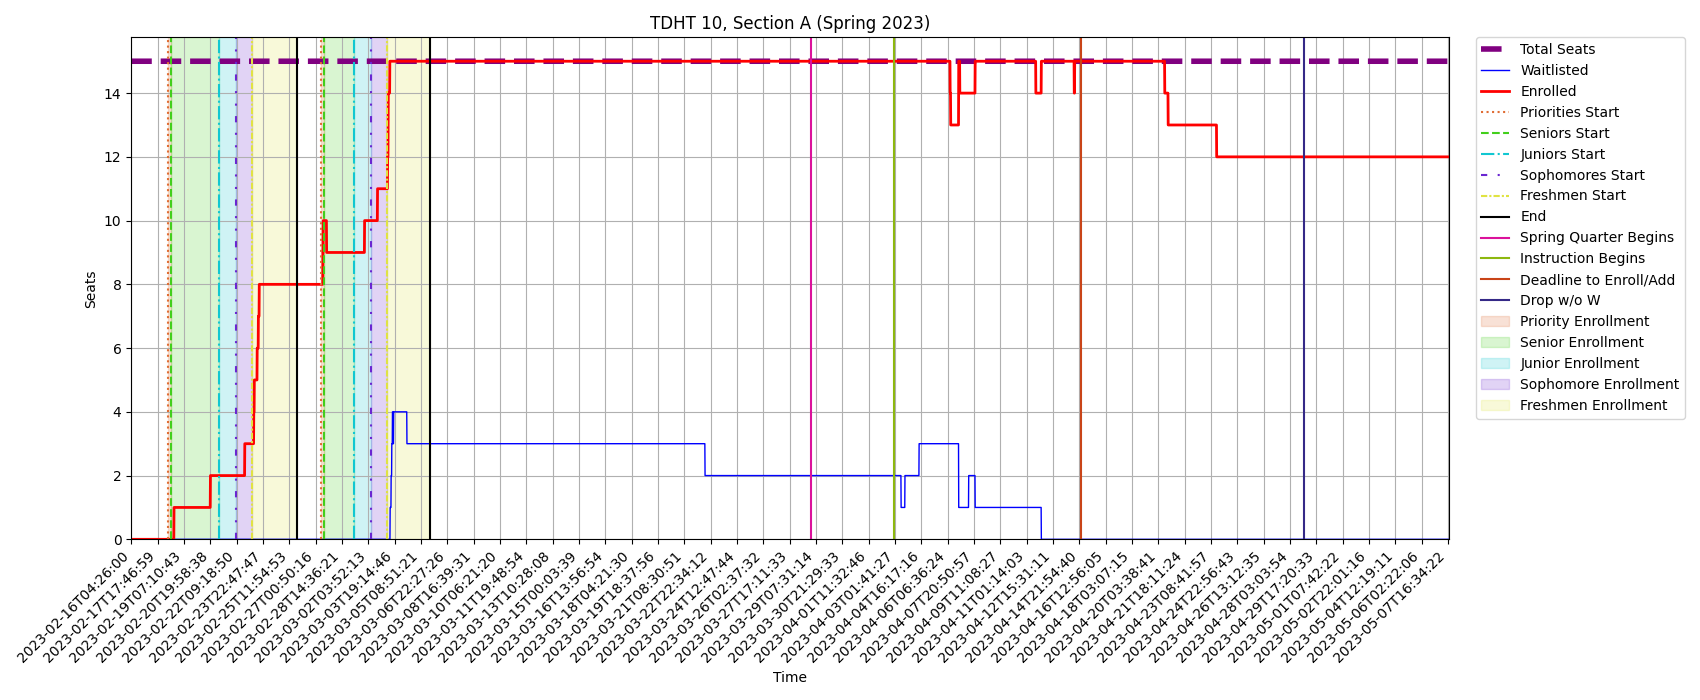 TDHT 10, Section A (Spring 2023)
Seats
14
12
10
8
6
4
2
0
2023-02-16T04:26:00
2023-02-17T17:46:59
2023-02-19T07:10:43
2023-02-20T19:58:38
2023-02-22T09:18:50
2023-02-23T22:47:47
2023-02-25T11:54:53
2023-02-27T00:50:16
2023-02-28T14:36:21
2023-03-02T03:52:13
2023-03-03T19:14:46
2023-03-05T08:51:21
2023-03-06T22:27:26
2023-03-08T16:39:31
2023-03-10T06:21:20
2023-03-11T19:48:54
2023-03-13T10:28:08
2023-03-15T00:03:39
2023-03-16T13:56:54
2023-03-18T04:21:30
2023-03-19T18:37:56
2023-03-21T08:30:51
2023-03-22T22:34:12
2023-03-24T12:47:44
2023-03-26T02:37:32
2023-03-27T17:11:33
2023-03-29T07:31:14
2023-03-30T21:29:33
2023-04-01T11:32:46
2023-04-03T01:41:27
2023-04-04T16:17:16
2023-04-06T06:36:24
2023-04-07T20:50:57
2023-04-09T11:08:27
2023-04-11T01:14:03
2023-04-12T15:31:11
2023-04-14T21:54:40
2023-04-16T12:56:05
2023-04-18T03:07:15
2023-04-20T03:38:41
2023-04-21T18:11:24
2023-04-23T08:41:57
2023-04-24T22:56:43
2023-04-26T13:12:35
2023-04-28T03:03:54
2023-04-29T17:20:33
2023-05-01T07:42:22
2023-05-02T22:01:16
2023-05-04T12:19:11
2023-05-06T02:22:06
2023-05-07T16:34:22
Time
Total Seats
Waitlisted
Enrolled
Priorities Start
Seniors Start
Juniors Start
Sophomores Start
Freshmen Start
End
Spring Quarter Begins
Instruction Begins
Deadline to Enroll/Add
Drop w/o W
Priority Enrollment
Senior Enrollment
Junior Enrollment
Sophomore Enrollment
Freshmen Enrollment